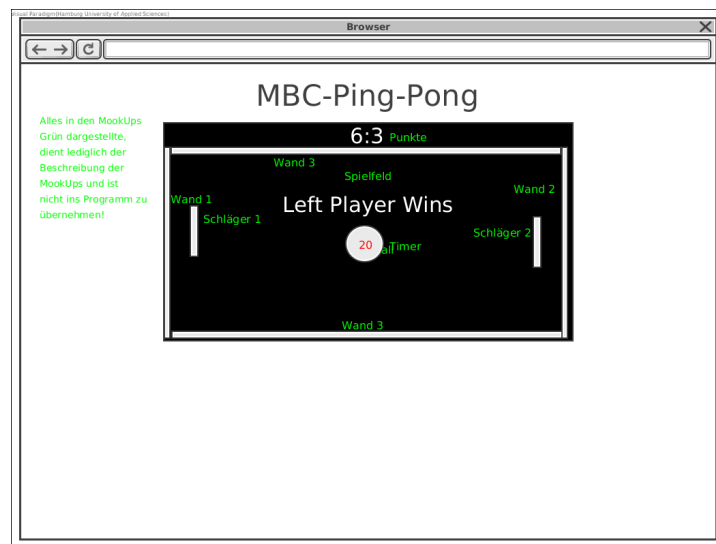 Visual Paradigm(Hamburg University of Applied Sciences)
Browser
MBC-Ping-Pong
Alles in den MookUps
Grün dargestellte,
dient lediglich der
Beschreibung der
MookUps und ist
nicht ins Programm zu
übernehmen!
6:3 Punkte
Wand 3
Spielfeld
Wand 2
Wand 1
Left Player Wins
Schläger 1
Schläger 2
20
Timer
Wand 3